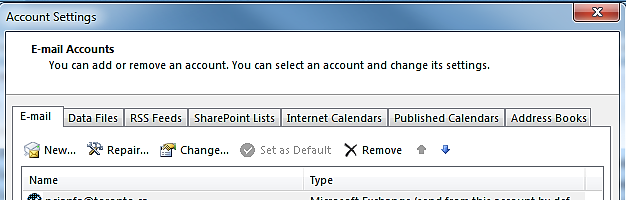 Account Settings
E-mail Accounts
You can add or remove an account. You can select an account and change its settings.
E-mail Data Files RSS Feeds SharePoint Lists Internet Calendars Published Calendars Address Books
New... Repair... Change... Set as Default Remove
Name Type
Microsoft Exchange (send from this account by def